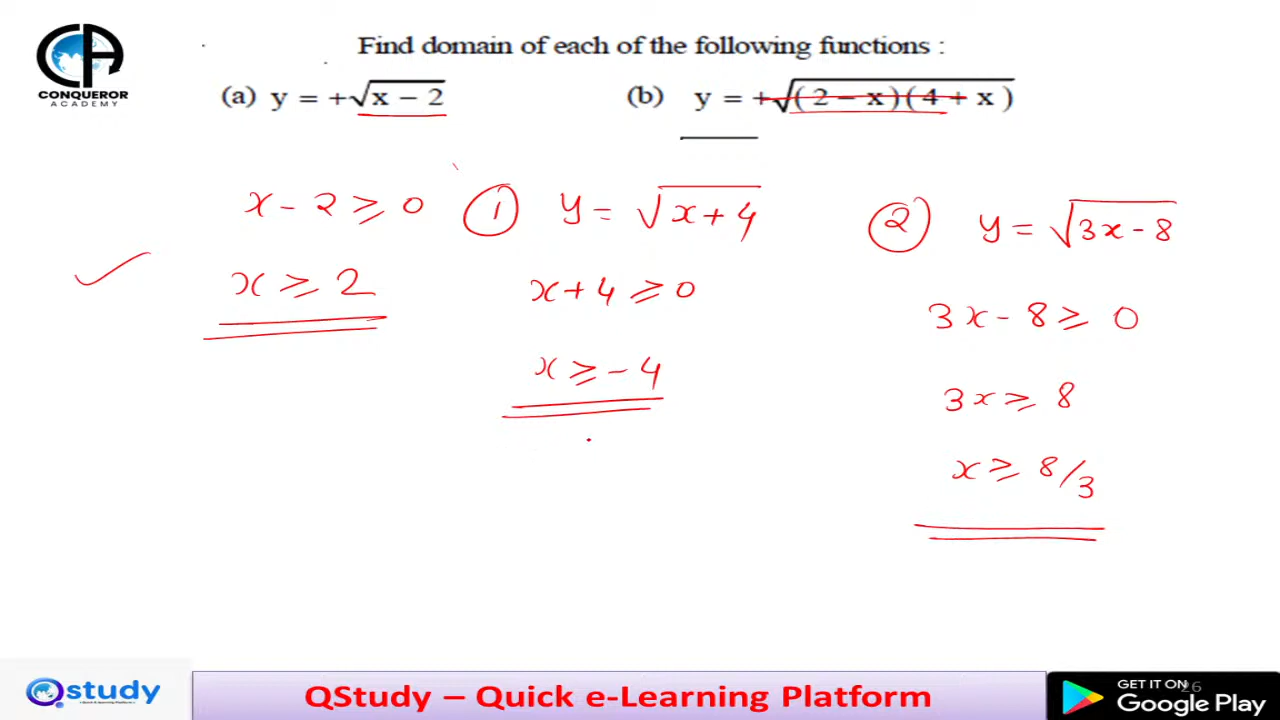 CONQUEROR
ACADEMY
Find domain of each of the following functions :
(a) y = +√x − 2
(b) y = +√( 2 − x )( 4 + x )
x - 2 ≥ 0
x ≥ 2
① y = √x + 4
x + 4 ≥ 0
x ≥ - 4
② y = √3x - 8
3x - 8 ≥ 0
3x ≥ 8
x ≥ 8/3
Qstudy
QStudy – Quick e-Learning Platform
GET IT ON
Google Play
26